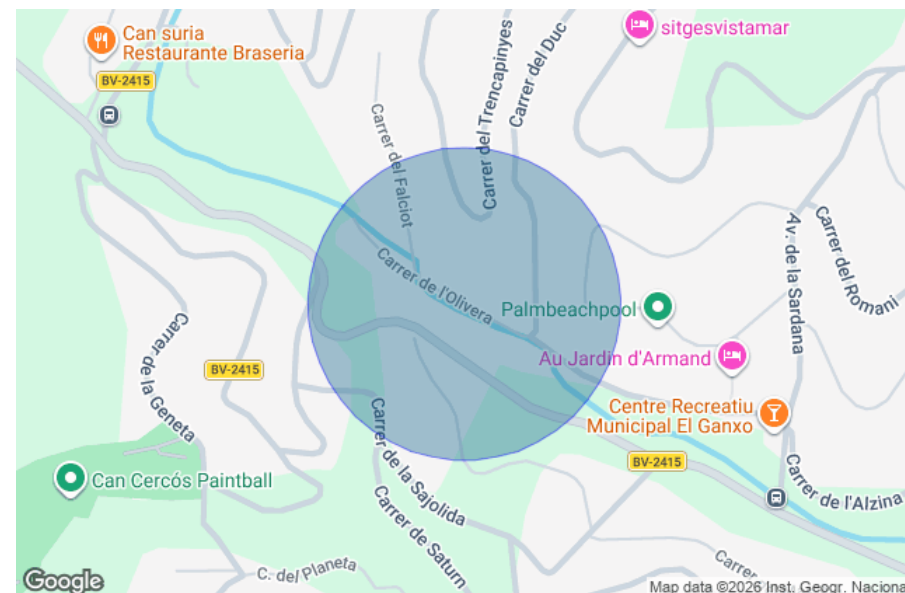 Can suria
Restaurante Braseria
BV-2415
sitgesvistamar
Carrer del Trencapinyes
Carrer del Duc
Carrer del Falciot
Av. de la Sardana
Carrer del Romani
Carrer de l'Olivera
Palmbeachpool
Au Jardin d'Armand
Carrer de la Geneta
BV-2415
Centre Recreatiu
Municipal El Ganxo
Carrer de la Sajolida
BV-2415
Can Cercós Paintball
Carrer de l'Alzina
Carrer de Saturn
C. del Planeta
Google
Map data ©2026 Inst. Geogr. Naciona